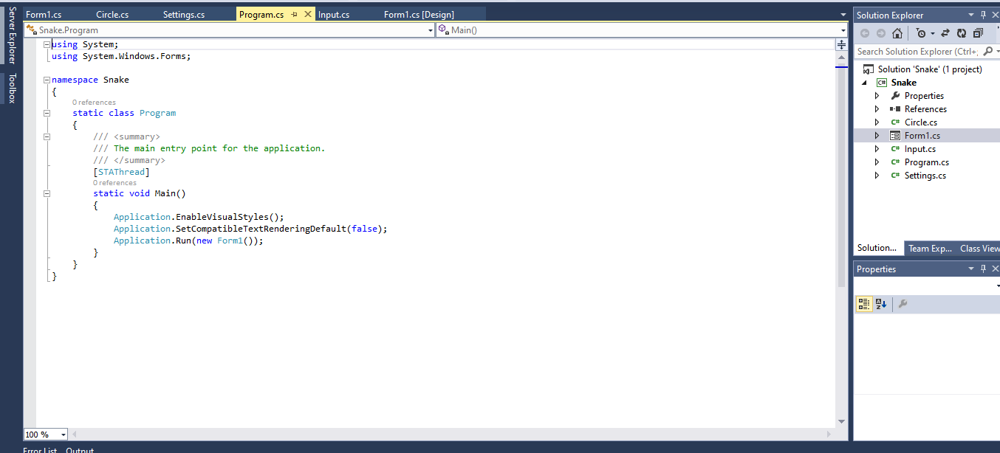 Form1.cs Circle.cs Settings.cs Program.cs Input.cs Form1.cs [Design]
Snake.Program Main()
using System;
using System.Windows.Forms;
namespace Snake
{
0 references
static class Program
{
/// <summary>
/// The main entry point for the application.
/// </summary>
[STAThread]
0 references
static void Main()
{
Application.EnableVisualStyles();
Application.SetCompatibleTextRenderingDefault(false);
Application.Run(new Form1());
}
}
}
100 %
Error List Output
Server Explorer
Toolbox
Solution Explorer
Search Solution Explorer (Ctrl+;
Solution 'Snake' (1 project)
C# Snake
Properties
References
C# Circle.cs
Form1.cs
C# Input.cs
C# Program.cs
C# Settings.cs
Solution... Team Exp... Class View
Properties